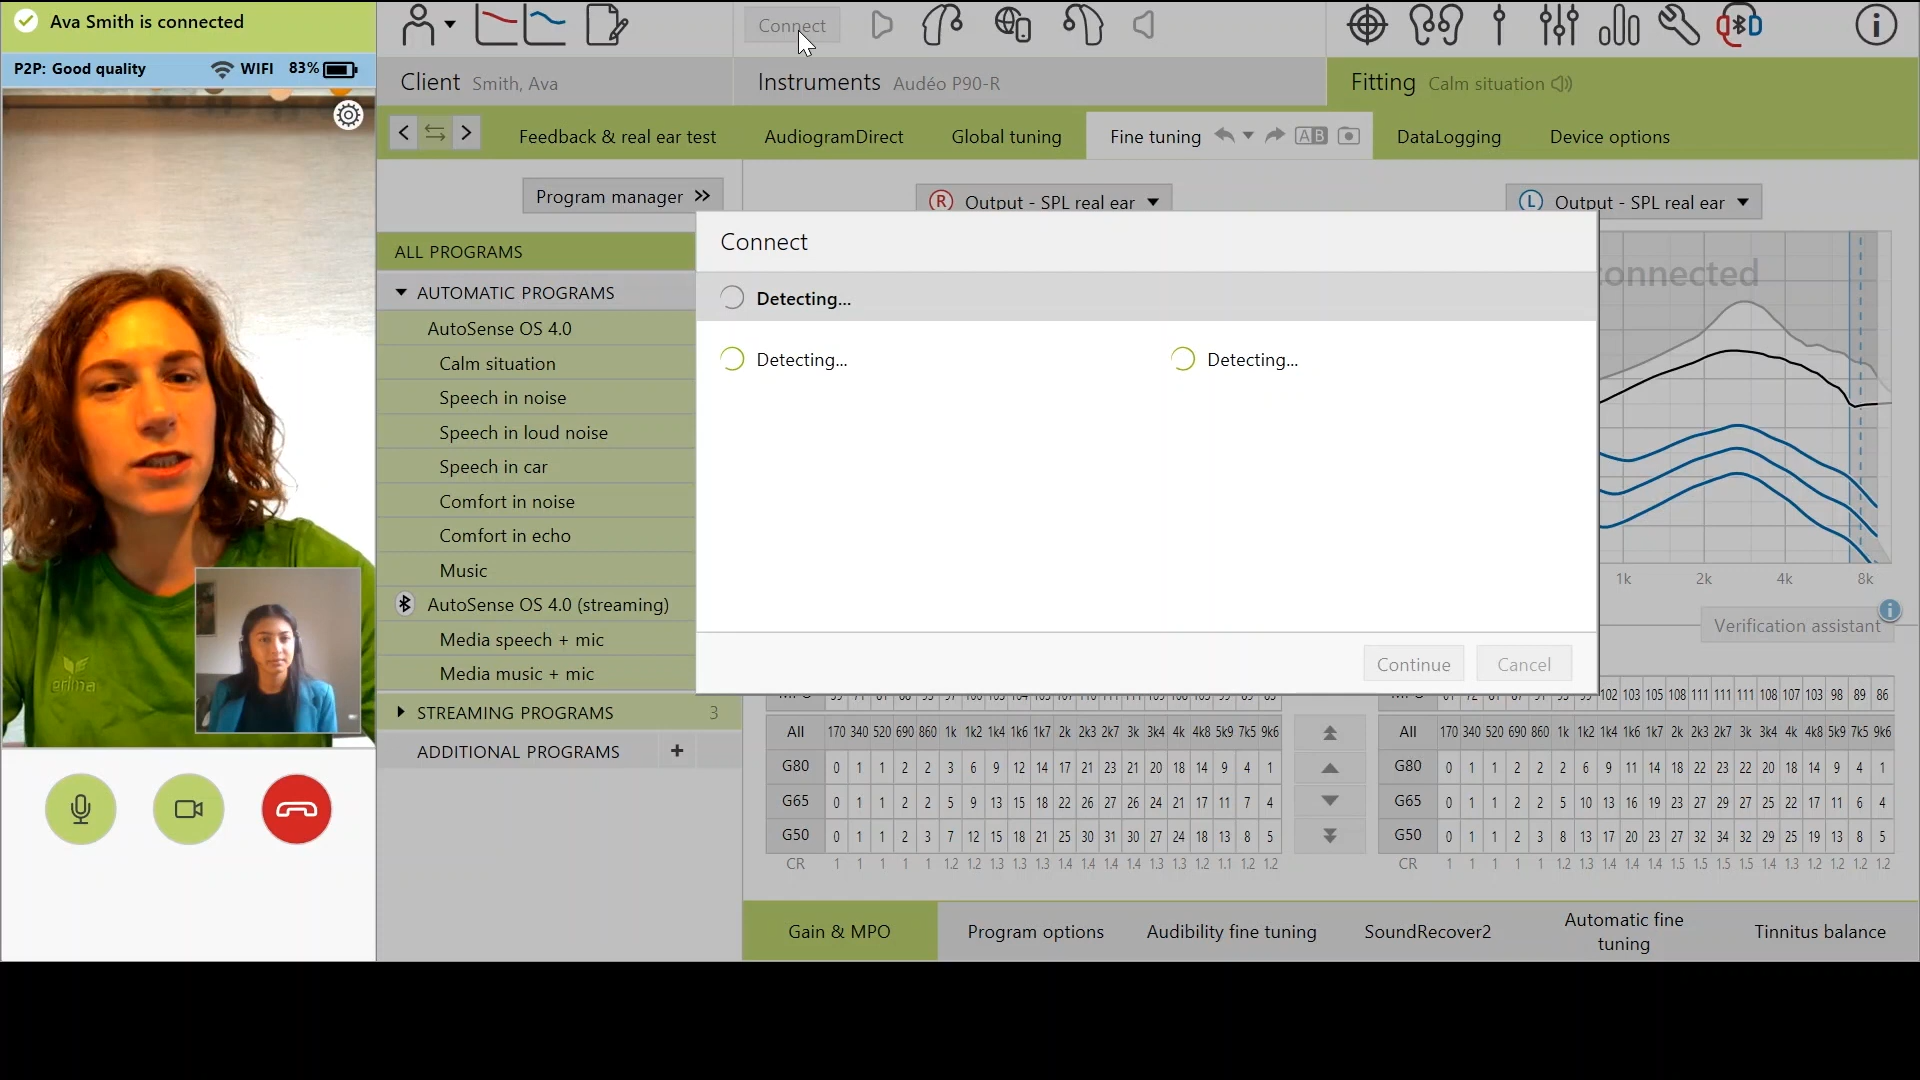 Ava Smith is connected
P2P: Good quality WIFI 83%
Connect
Client Smith, Ava
Instruments Audéo P90-R
Fitting Calm situation
Feedback & real ear test
AudiogramDirect
Global tuning
Fine tuning
AB
DataLogging
Device options
Program manager
R Output - SPL real ear
L Output - SPL real ear
ALL PROGRAMS
AUTOMATIC PROGRAMS
AutoSense OS 4.0
Calm situation
Speech in noise
Speech in loud noise
Speech in car
Comfort in noise
Comfort in echo
Music
AutoSense OS 4.0 (streaming)
Media speech + mic
Media music + mic
STREAMING PROGRAMS 3
ADDITIONAL PROGRAMS +
Connect
Detecting...
Detecting...
Detecting...
Continue
Cancel
1k 2k 4k 8k
Verification assistant
erima
102 103 105 108 111 111 111 108 107 103 98 89 86
All 170 340 520 690 860 1k 1k2 1k4 1k6 1k7 2k 2k3 2k7 3k 3k4 4k 4k8 5k9 7k5 9k6
G80 0 1 1 2 2 3 6 9 12 14 17 21 23 21 20 18 14 9 4 1
G65 0 1 1 2 2 5 9 13 15 18 22 26 27 26 24 21 17 11 7 4
G50 0 1 1 2 3 7 12 15 18 21 25 30 31 30 27 24 18 13 8 5
CR 1 1 1 1 1 1.2 1.2 1.3 1.3 1.3 1.4 1.4 1.4 1.4 1.3 1.3 1.2 1.1 1.2 1.2
All 170 340 520 690 860 1k 1k2 1k4 1k6 1k7 2k 2k3 2k7 3k 3k4 4k 4k8 5k9 7k5 9k6
G80 0 1 1 2 2 2 6 9 11 14 18 22 23 22 20 18 14 9 4 1
G65 0 1 1 2 2 5 10 13 16 19 23 27 29 27 25 22 17 11 6 4
G50 0 1 1 2 3 8 13 17 20 23 27 32 34 32 29 25 19 13 8 5
CR 1 1 1 1 1 1.2 1.3 1.4 1.4 1.4 1.5 1.5 1.5 1.5 1.4 1.3 1.2 1.2 1.2 1.2
Gain & MPO
Program options
Audibility fine tuning
SoundRecover2
Automatic fine
tuning
Tinnitus balance